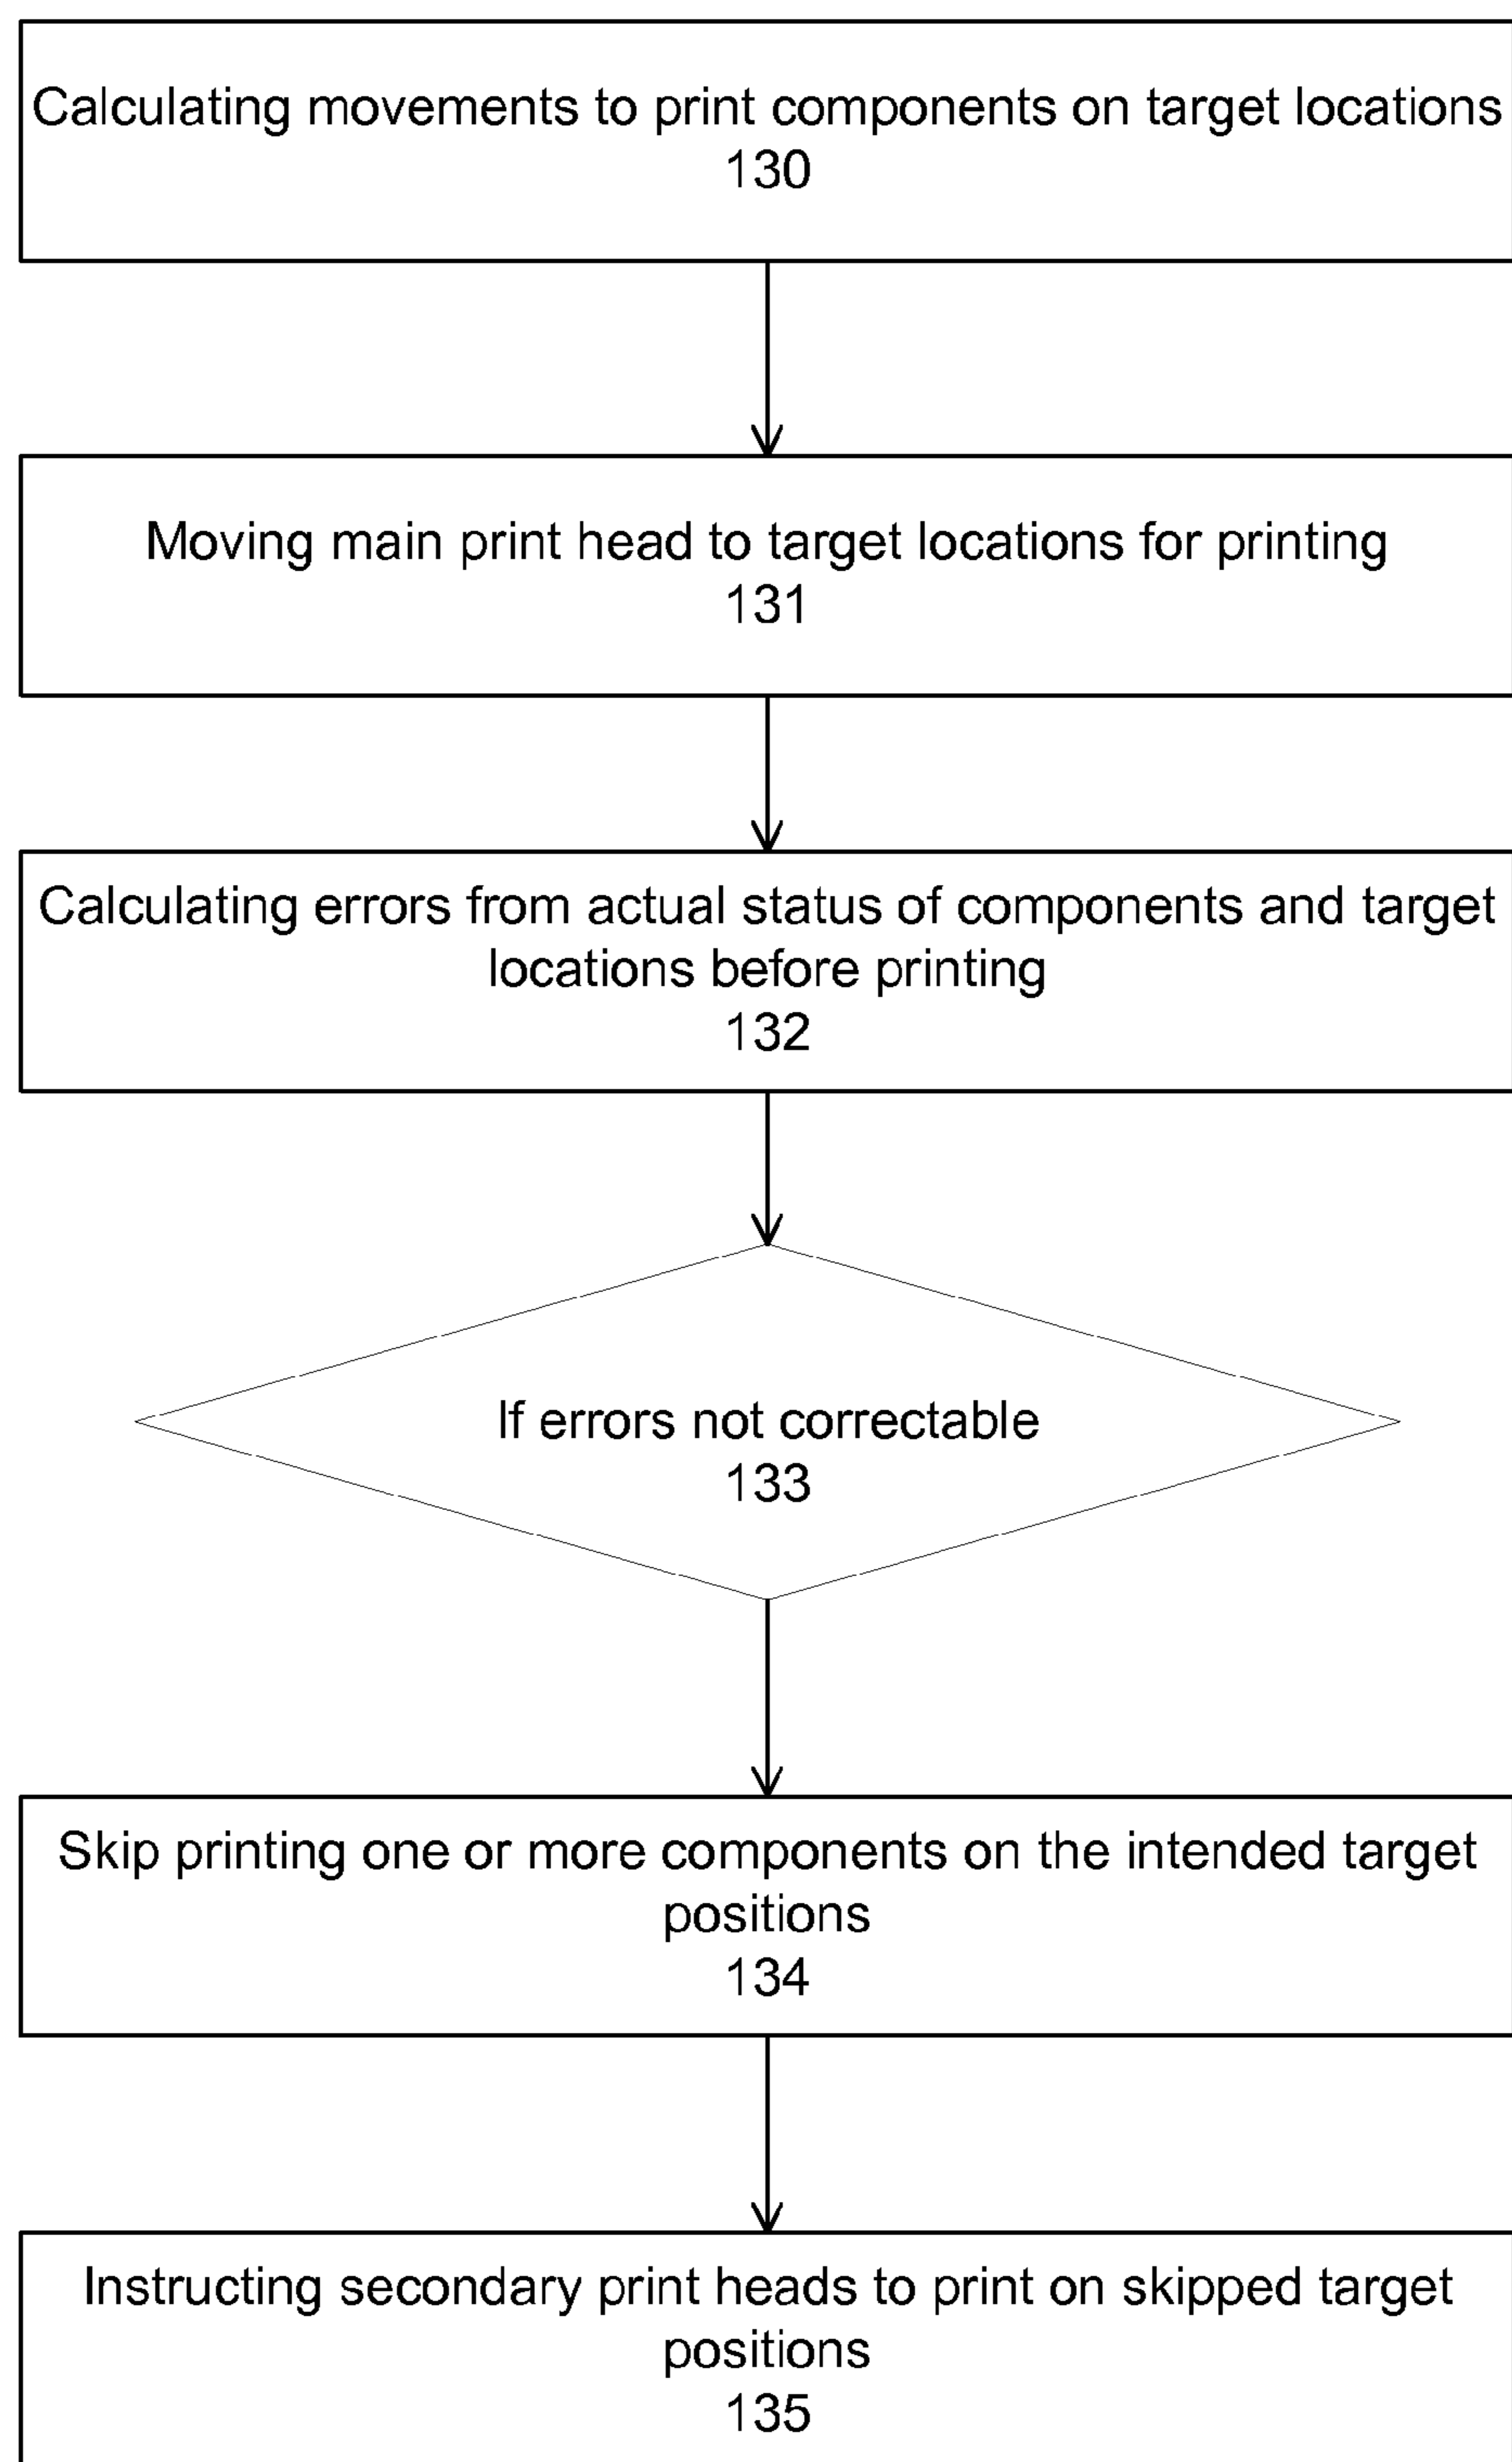 Calculating movements to print components on target locations
130
Moving main print head to target locations for printing
131
Calculating errors from actual status of components and target
locations before printing
132
If errors not correctable
133
Skip printing one or more components on the intended target
positions
134
Instructing secondary print heads to print on skipped target
positions
135